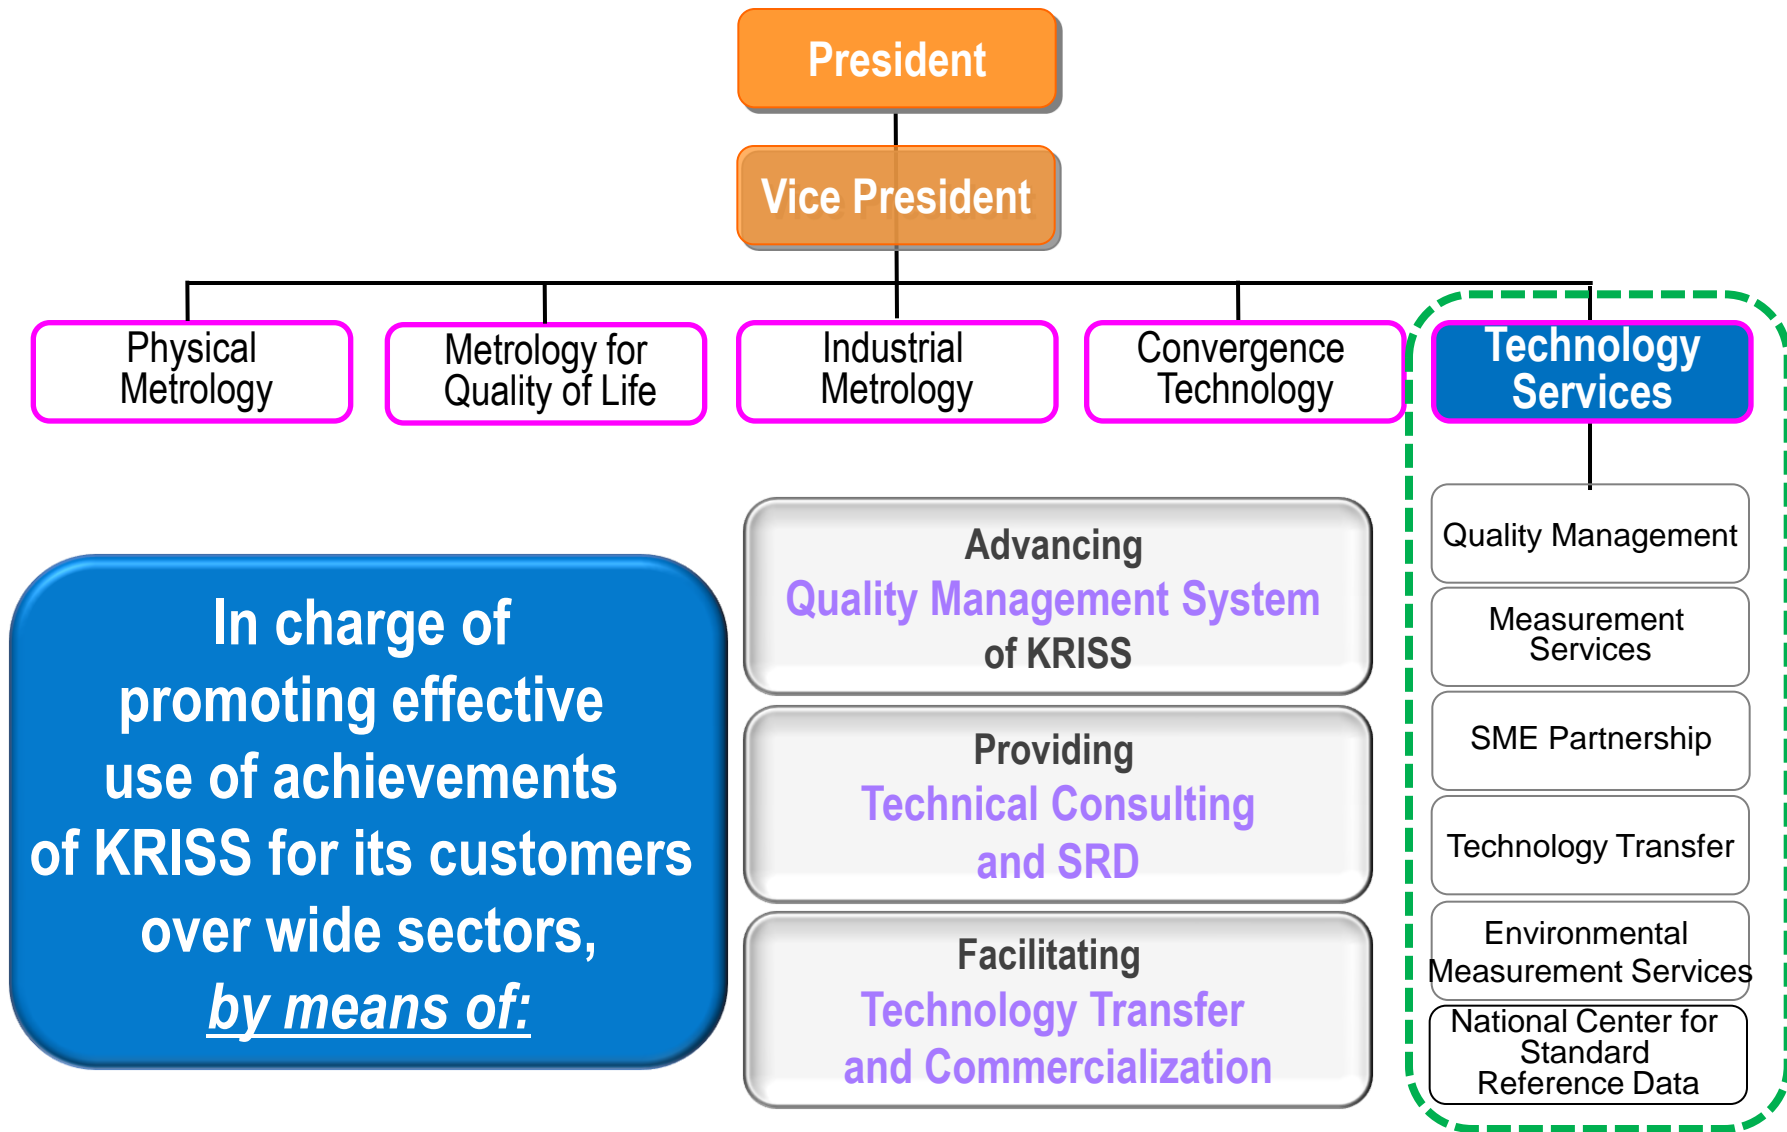 President
Vice President
Physical
Metrology
Metrology for
Quality of Life
Industrial
Metrology
Convergence
Technology
Technology
Services
In charge of
promoting effective
use of achievements
of KRISS for its customers
over wide sectors,
by means of:
Advancing
Quality Management System
of KRISS
Providing
Technical Consulting
and SRD
Facilitating
Technology Transfer
and Commercialization
Quality Management
Measurement
Services
SME Partnership
Technology Transfer
Environmental
Measurement Services
National Center for
Standard
Reference Data